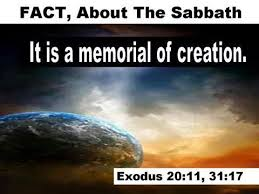 FACT, About The Sabbath
It is a memorial of creation.
Exodus 20:11, 31:17